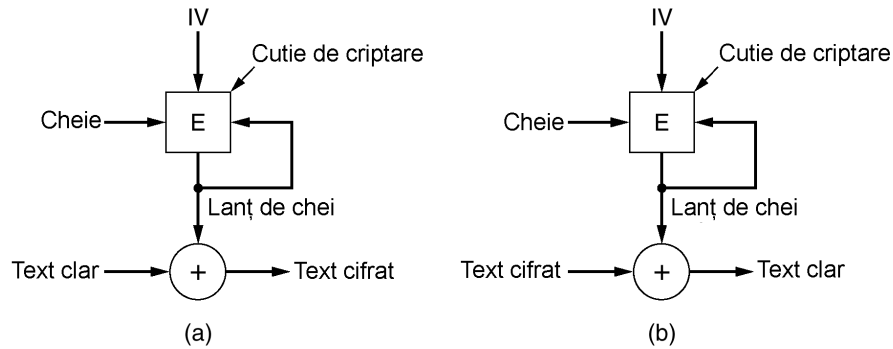 IV
Cutie de criptare
Cheie
E
Lanț de chei
Text clar
+
Text cifrat
(a)
IV
Cutie de criptare
Cheie
E
Lanț de chei
Text cifrat
+
Text clar
(b)